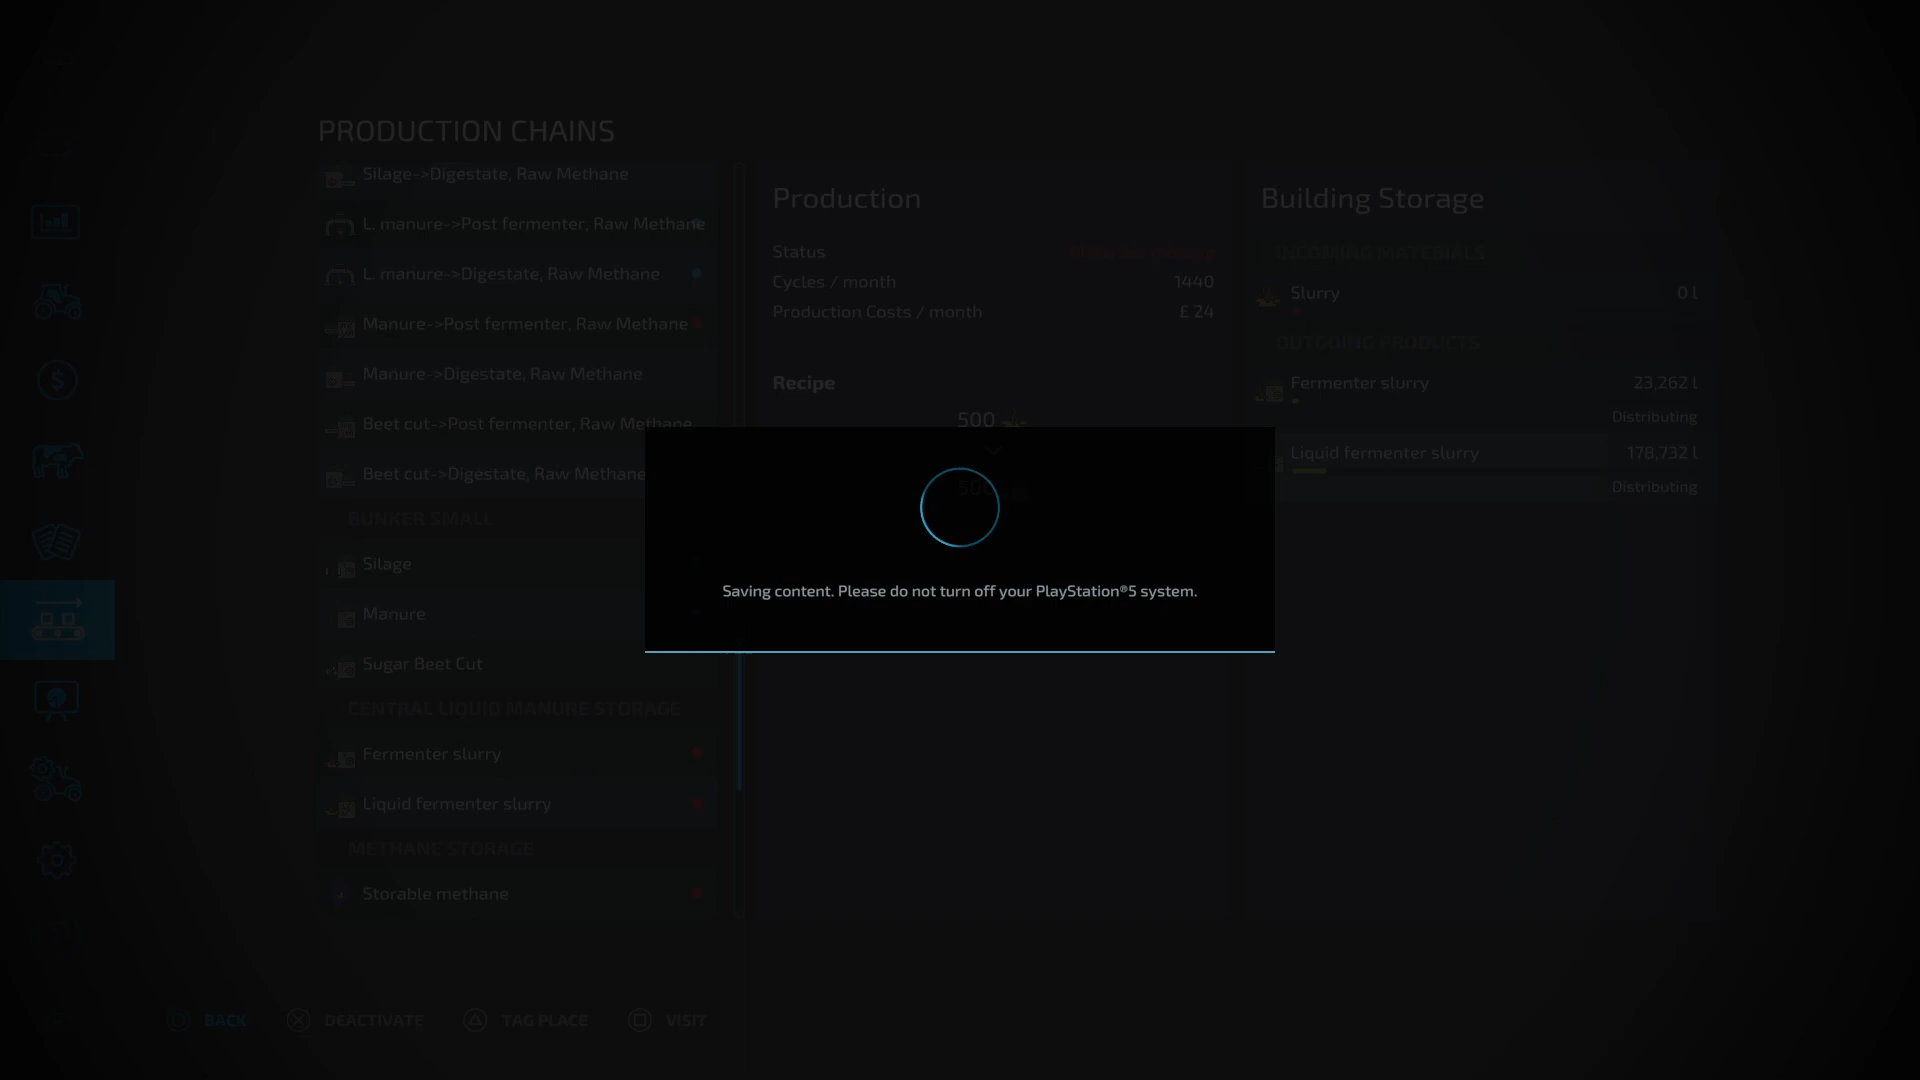 PRODUCTION CHAINS
Silage->Digestate, Raw Methane
L. manure->Post fermenter, Raw Methane
L. manure->Digestate, Raw Methane
Manure->Post fermenter, Raw Methane
Manure->Digestate, Raw Methane
Beet cut->Post fermenter, Raw Methane
Beet cut->Digestate, Raw Methane
BUNKER SMALL
Silage
Manure
Sugar Beet Cut
CENTRAL LIQUID MANURE STORAGE
Fermenter slurry
Liquid fermenter slurry
METHANE STORAGE
Storable methane
Production
Status
Cycles / month 1440
Production Costs / month £ 24
Recipe
500
500
Building Storage
INCOMING MATERIALS
Slurry 0 l
OUTGOING PRODUCTS
Fermenter slurry 23,262 l
Distributing
Liquid fermenter slurry 178,732 l
Distributing
Saving content. Please do not turn off your PlayStation®5 system.
BACK DEACTIVATE TAG PLACE VISIT